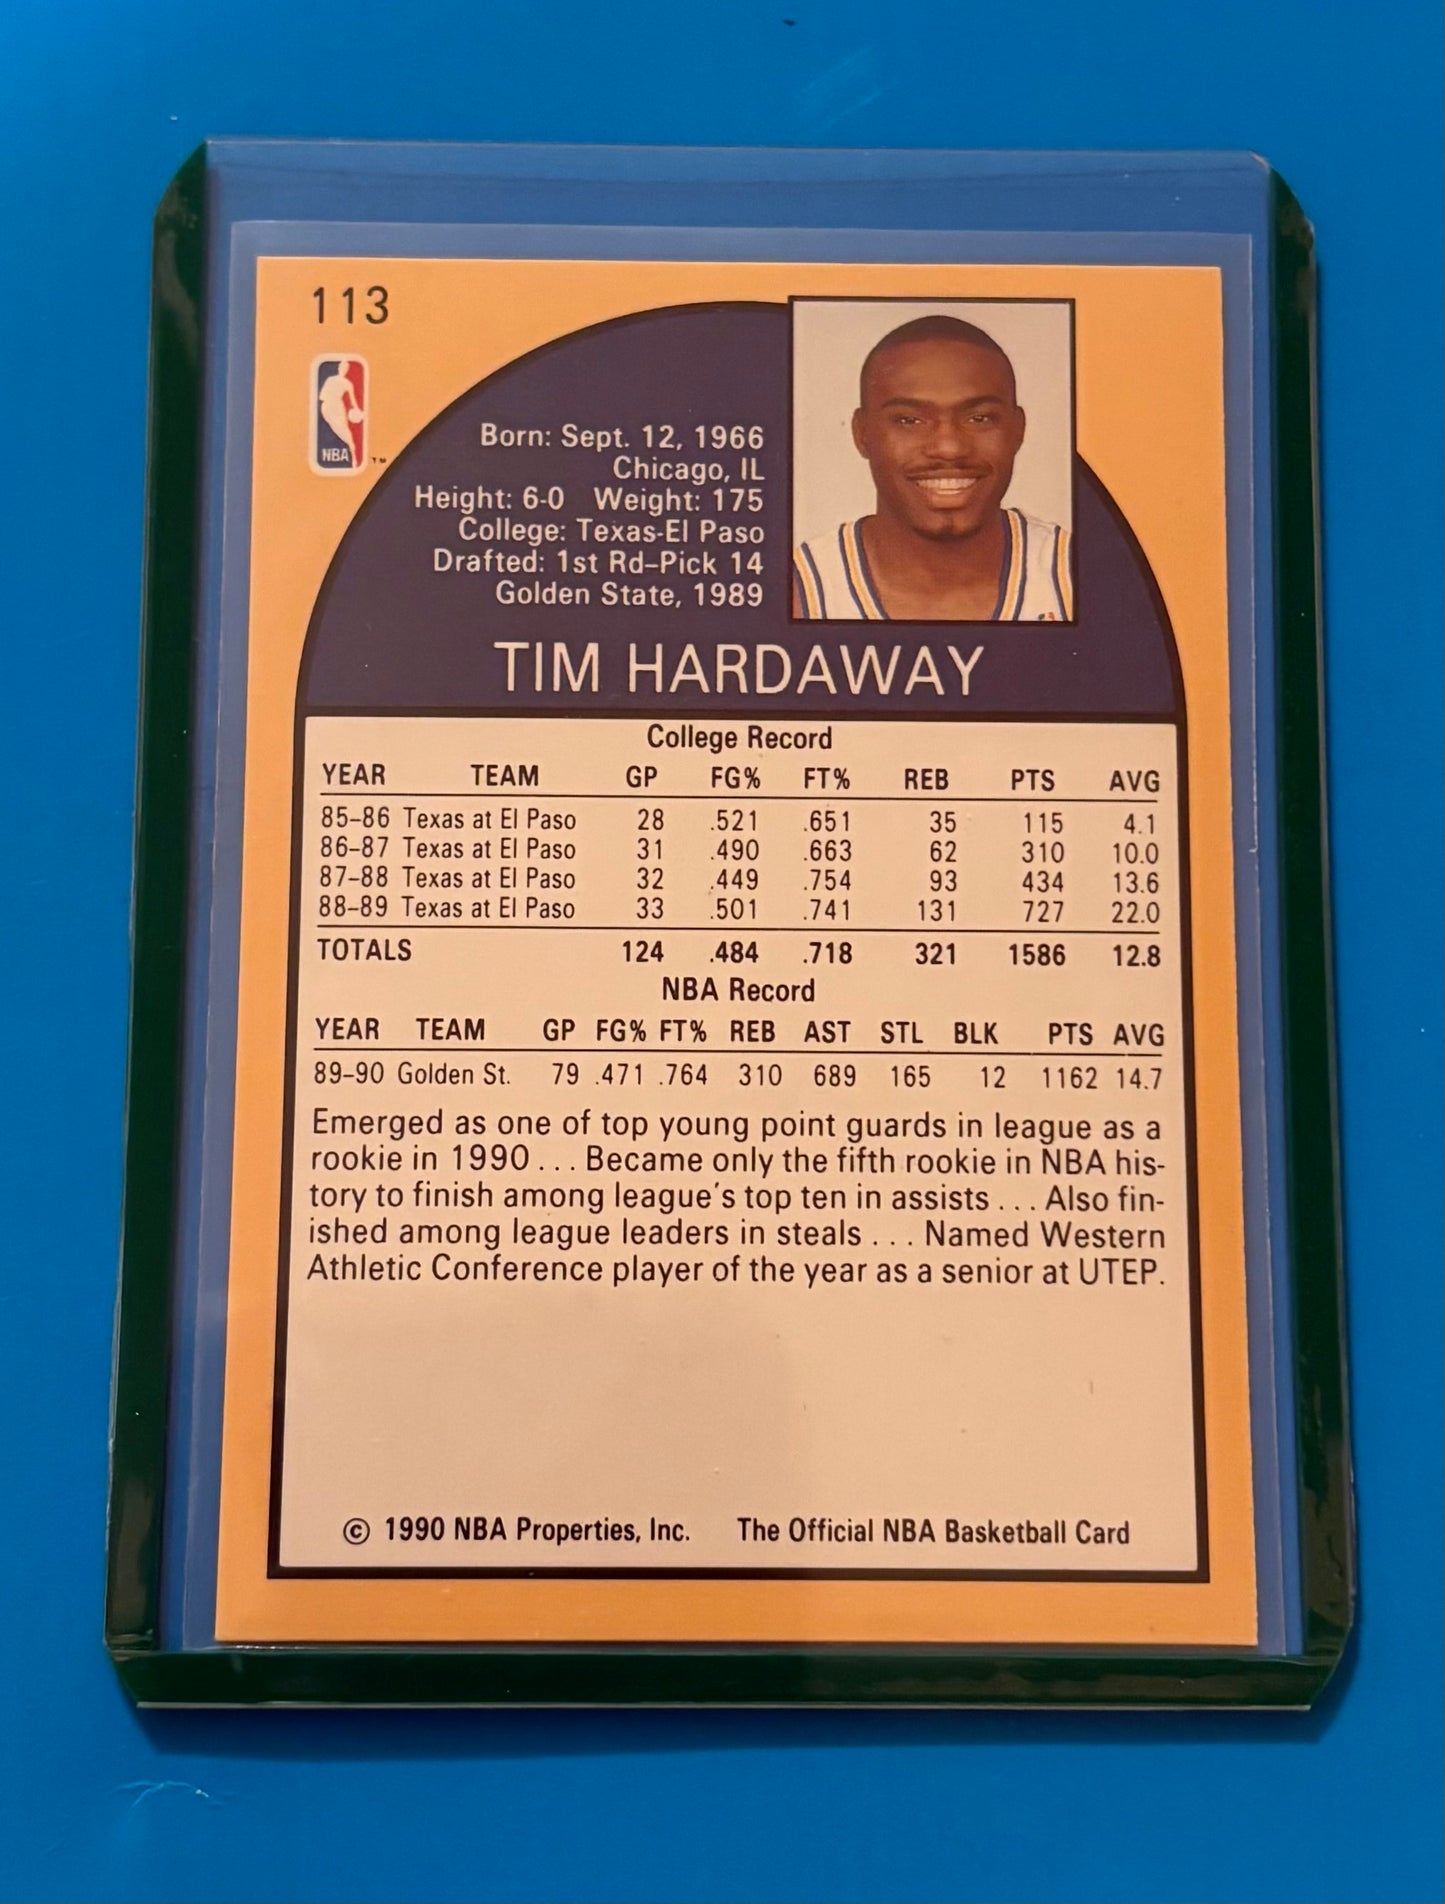 113
NBA
TM
Born: Sept. 12, 1966
Chicago, IL
Height: 6-0 Weight: 175
College: Texas-El Paso
Drafted: 1st Rd-Pick 14
Golden State, 1989
TIM HARDAWAY
College Record
YEAR TEAM GP FG% FT% REB PTS AVG
85-86 Texas at El Paso 28 .521 .651 35 115 4.1
86-87 Texas at El Paso 31 .490 .663 62 310 10.0
87-88 Texas at El Paso 32 .449 .754 93 434 13.6
88-89 Texas at El Paso 33 .501 .741 131 727 22.0
TOTALS 124 .484 .718 321 1586 12.8
NBA Record
YEAR TEAM GP FG% FT% REB AST STL BLK PTS AVG
89-90 Golden St. 79 .471 .764 310 689 165 12 1162 14.7
Emerged as one of top young point guards in league as a
rookie in 1990 . . . Became only the fifth rookie in NBA his-
tory to finish among league's top ten in assists . . . Also fin-
ished among league leaders in steals . . . Named Western
Athletic Conference player of the year as a senior at UTEP.
© 1990 NBA Properties, Inc. The Official NBA Basketball Card